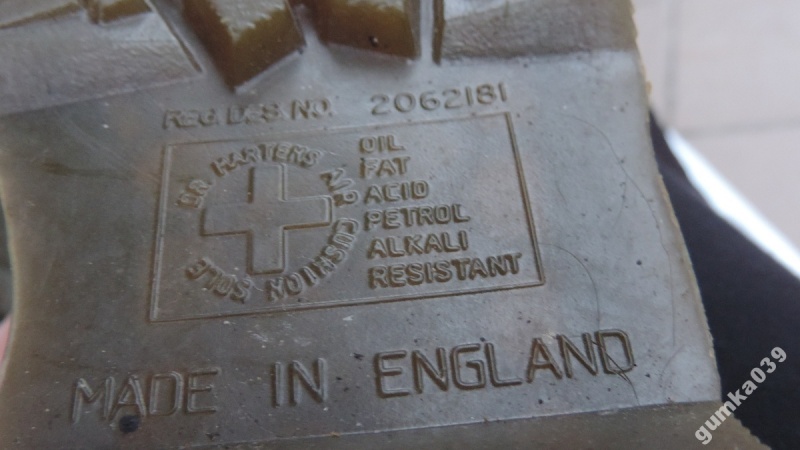 REG. DES. NO. 2062181
DR MARTENS AIR CUSHION SOLE
OIL
FAT
ACID
PETROL
ALKALI
RESISTANT
MADE IN ENGLAND
gumka039